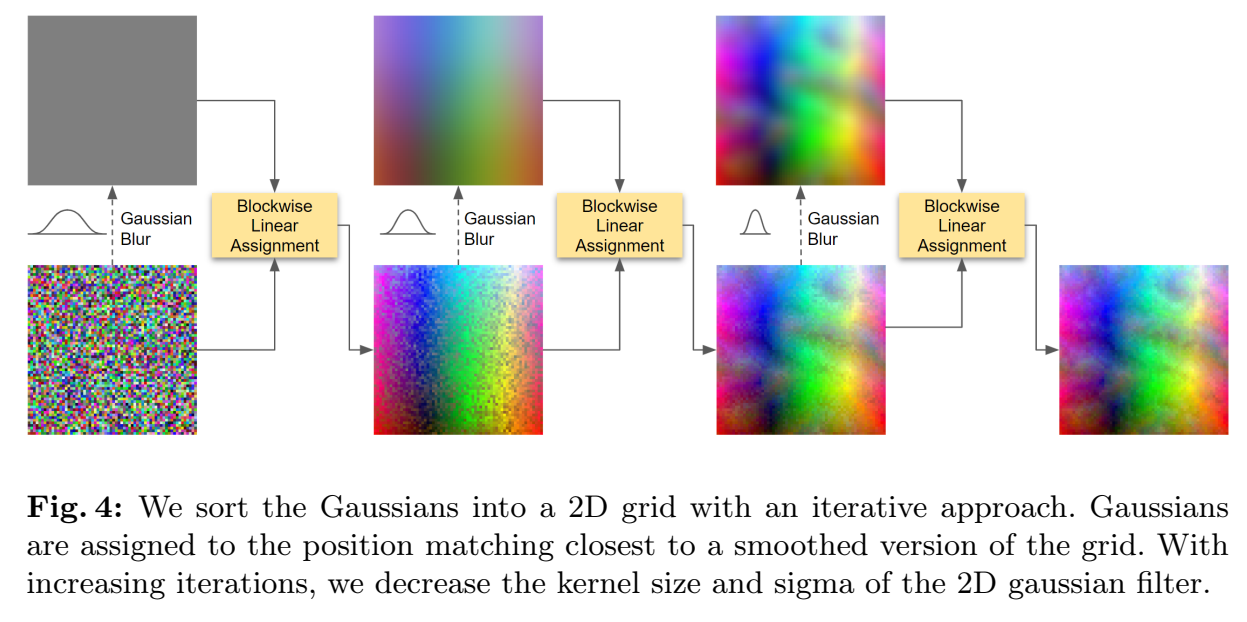 Gaussian
Blur
Blockwise
Linear
Assignment
Gaussian
Blur
Blockwise
Linear
Assignment
Gaussian
Blur
Blockwise
Linear
Assignment
Fig. 4: We sort the Gaussians into a 2D grid with an iterative approach. Gaussians
are assigned to the position matching closest to a smoothed version of the grid. With
increasing iterations, we decrease the kernel size and sigma of the 2D gaussian filter.